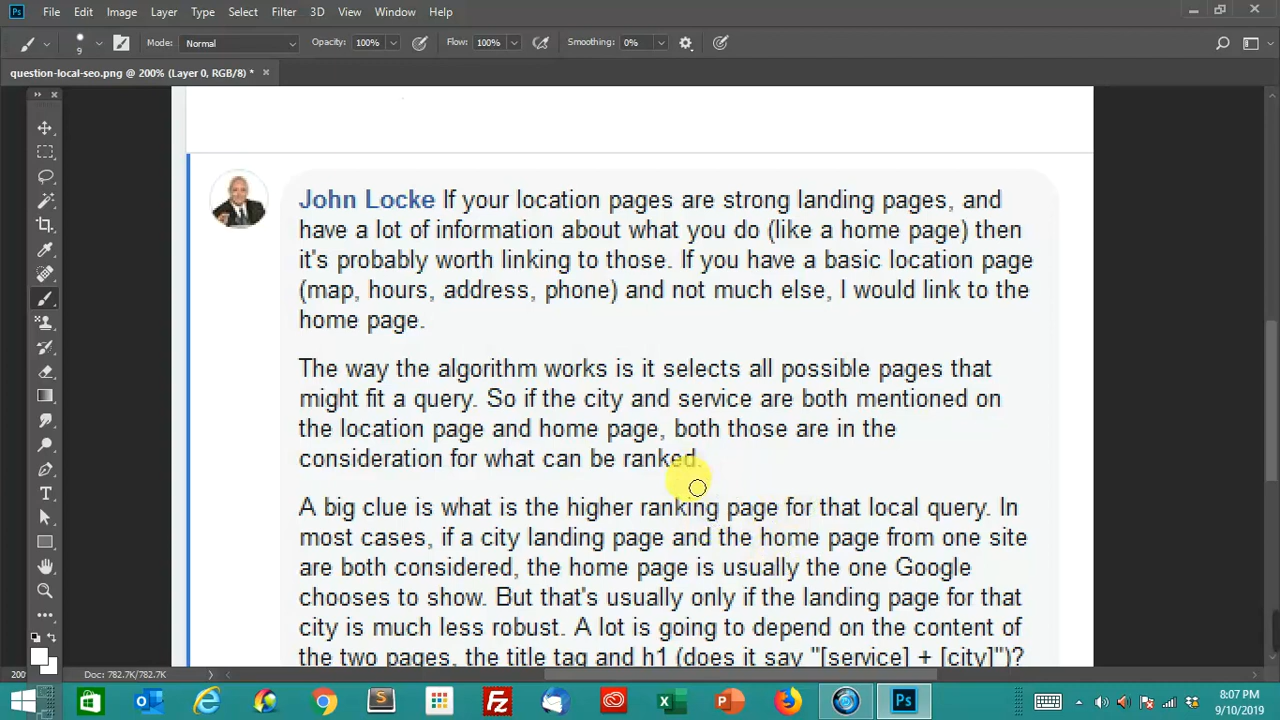 Ps File Edit Image Layer Type Select Filter 3D View Window Help
9 Mode: Normal Opacity: 100% Flow: 100% Smoothing: 0%
question-local-seo.png @ 200% (Layer 0, RGB/8) *
John Locke If your location pages are strong landing pages, and
have a lot of information about what you do (like a home page) then
it's probably worth linking to those. If you have a basic location page
(map, hours, address, phone) and not much else, I would link to the
home page.
The way the algorithm works is it selects all possible pages that
might fit a query. So if the city and service are both mentioned on
the location page and home page, both those are in the
consideration for what can be ranked.
A big clue is what is the higher ranking page for that local query. In
most cases, if a city landing page and the home page from one site
are both considered, the home page is usually the one Google
chooses to show. But that's usually only if the landing page for that
city is much less robust. A lot is going to depend on the content of
the two pages, the title tag and h1 (does it say "[service] + [city]")?
200 Doc: 782.7K/782.7K
8:07 PM
9/10/2019